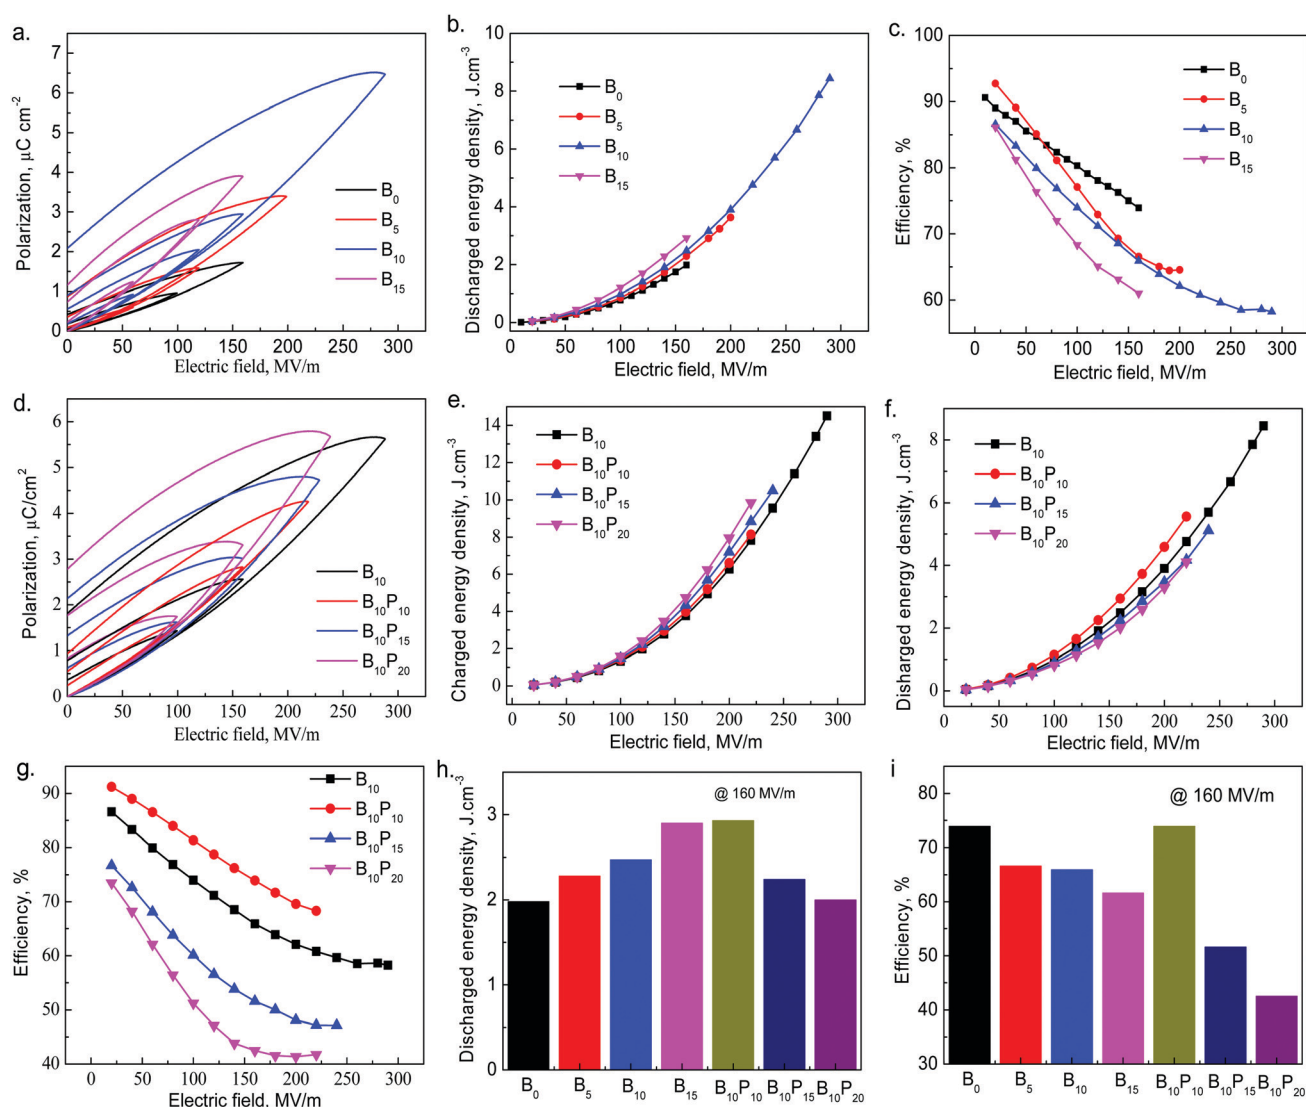 a.
Polarization, μC cm-2
7
6
5
4
3
2
1
0
0 50 100 150 200 250 300
Electric field, MV/m
B0
B5
B10
B15
b.
Discharged energy density, J.cm-3
10
8
6
4
2
0
0 50 100 150 200 250 300
Electric field, MV/m
B0
B5
B10
B15
c.
Efficiency, %
100
90
80
70
60
0 50 100 150 200 250 300
Electric field, MV/m
B0
B5
B10
B15
d.
Polarization, μC/cm2
6
5
4
3
2
1
0
0 50 100 150 200 250 300
Electric field, MV/m
B10
B10P10
B10P15
B10P20
e.
Charged energy density, J.cm-3
14
12
10
8
6
4
2
0
0 50 100 150 200 250 300
Electric field, MV/m
B10
B10P10
B10P15
B10P20
f.
Disharged energy density, J.cm-3
8
6
4
2
0
0 50 100 150 200 250 300
Electric field, MV/m
B10
B10P10
B10P15
B10P20
g.
Efficiency, %
90
80
70
60
50
40
0 50 100 150 200 250 300
Electric field, MV/m
B10
B10P10
B10P15
B10P20
h.
Discharged energy density, J.cm-3
3
2
1
0
@ 160 MV/m
B0 B5 B10 B15 B10P10 B10P15 B10P20
i
Efficiency, %
80
75
70
65
60
55
50
45
40
35
30
@ 160 MV/m
B0 B5 B10 B15 B10P10 B10P15 B10P20